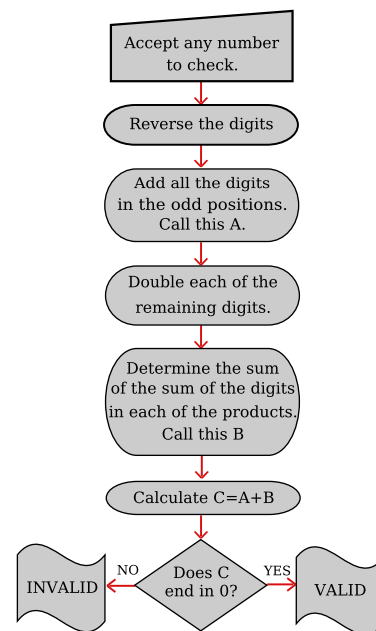 Accept any number
to check.
Reverse the digits
Add all the digits
in the odd positions.
Call this A.
Double each of the
remaining digits.
Determine the sum
of the sum of the digits
in each of the products.
Call this B
Calculate C=A+B
Does C
end in 0?
NO
YES
INVALID
VALID